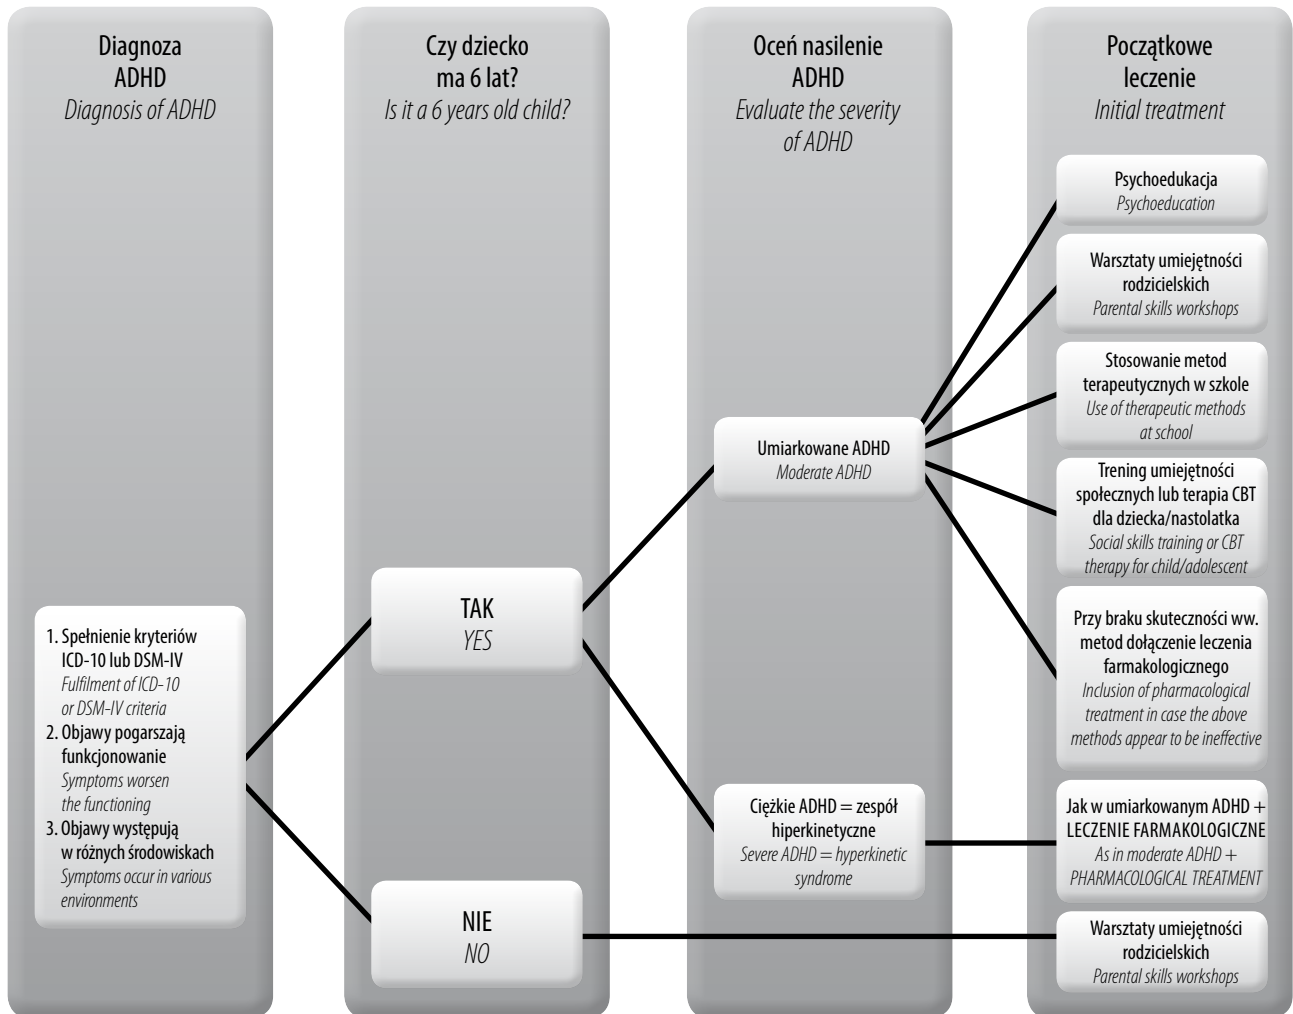 Diagnoza
ADHD
Diagnosis of ADHD
1. Spełnienie kryteriów
ICD-10 lub DSM-IV
Fulfilment of ICD-10
or DSM-IV criteria
2. Objawy pogarszają
funkcjonowanie
Symptoms worsen
the functioning
3. Objawy występują
w różnych środowiskach
Symptoms occur in various
environments
Czy dziecko
ma 6 lat?
Is it a 6 years old child?
TAK
YES
NIE
NO
Oceń nasilenie
ADHD
Evaluate the severity
of ADHD
Umiarkowane ADHD
Moderate ADHD
Ciężkie ADHD = zespół
hiperkinetyczne
Severe ADHD = hyperkinetic
syndrome
Początkowe
leczenie
Initial treatment
Psychoedukacja
Psychoeducation
Warsztaty umiejętności
rodzicielskich
Parental skills workshops
Stosowanie metod
terapeutycznych w szkole
Use of therapeutic methods
at school
Trening umiejętności
społecznych lub terapia CBT
dla dziecka/nastolatka
Social skills training or CBT
therapy for child/adolescent
Przy braku skuteczności ww.
metod dołączenie leczenia
farmakologicznego
Inclusion of pharmacological
treatment in case the above
methods appear to be ineffective
Jak w umiarkowanym ADHD +
LECZENIE FARMAKOLOGICZNE
As in moderate ADHD +
PHARMACOLOGICAL TREATMENT
Warsztaty umiejętności
rodzicielskich
Parental skills workshops